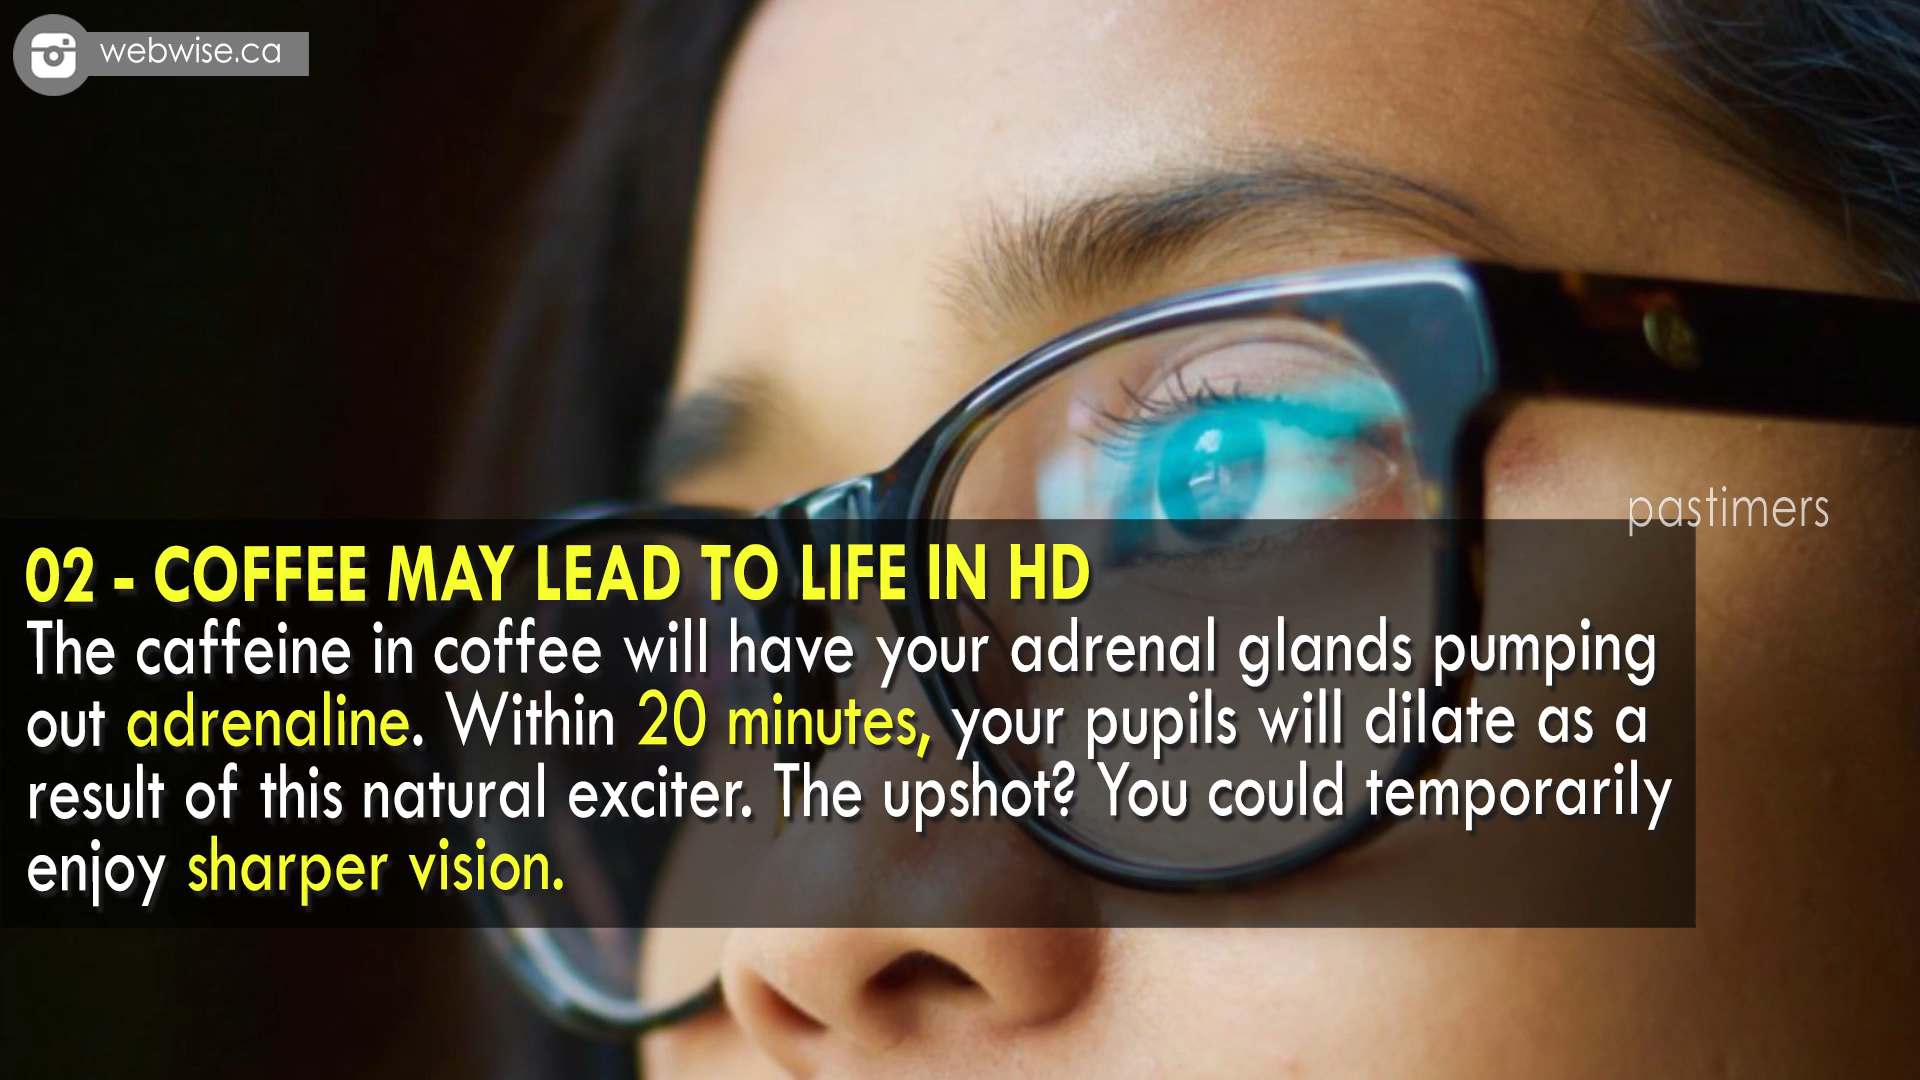 webwise.ca
pastimers
02 - COFFEE MAY LEAD TO LIFE IN HD
The caffeine in coffee will have your adrenal glands pumping
out adrenaline. Within 20 minutes, your pupils will dilate as a
result of this natural exciter. The upshot? You could temporarily
enjoy sharper vision.